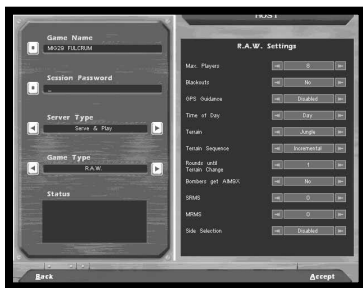 HOST
Game Name
MIG29 FULCRUM
Session Password
Server Type
Serve & Play
Game Type
R.A.W.
Status
R.A.W. Settings
Max. Players 8
Blackouts No
GPS Guidance Disabled
Time of Day Day
Terrain Jungle
Terrain Sequence Incremental
Rounds until
Terrain Change 1
Bombers get AIM9X No
SRMS 0
MRMS 0
Side Selection Disabled
Back
Accept